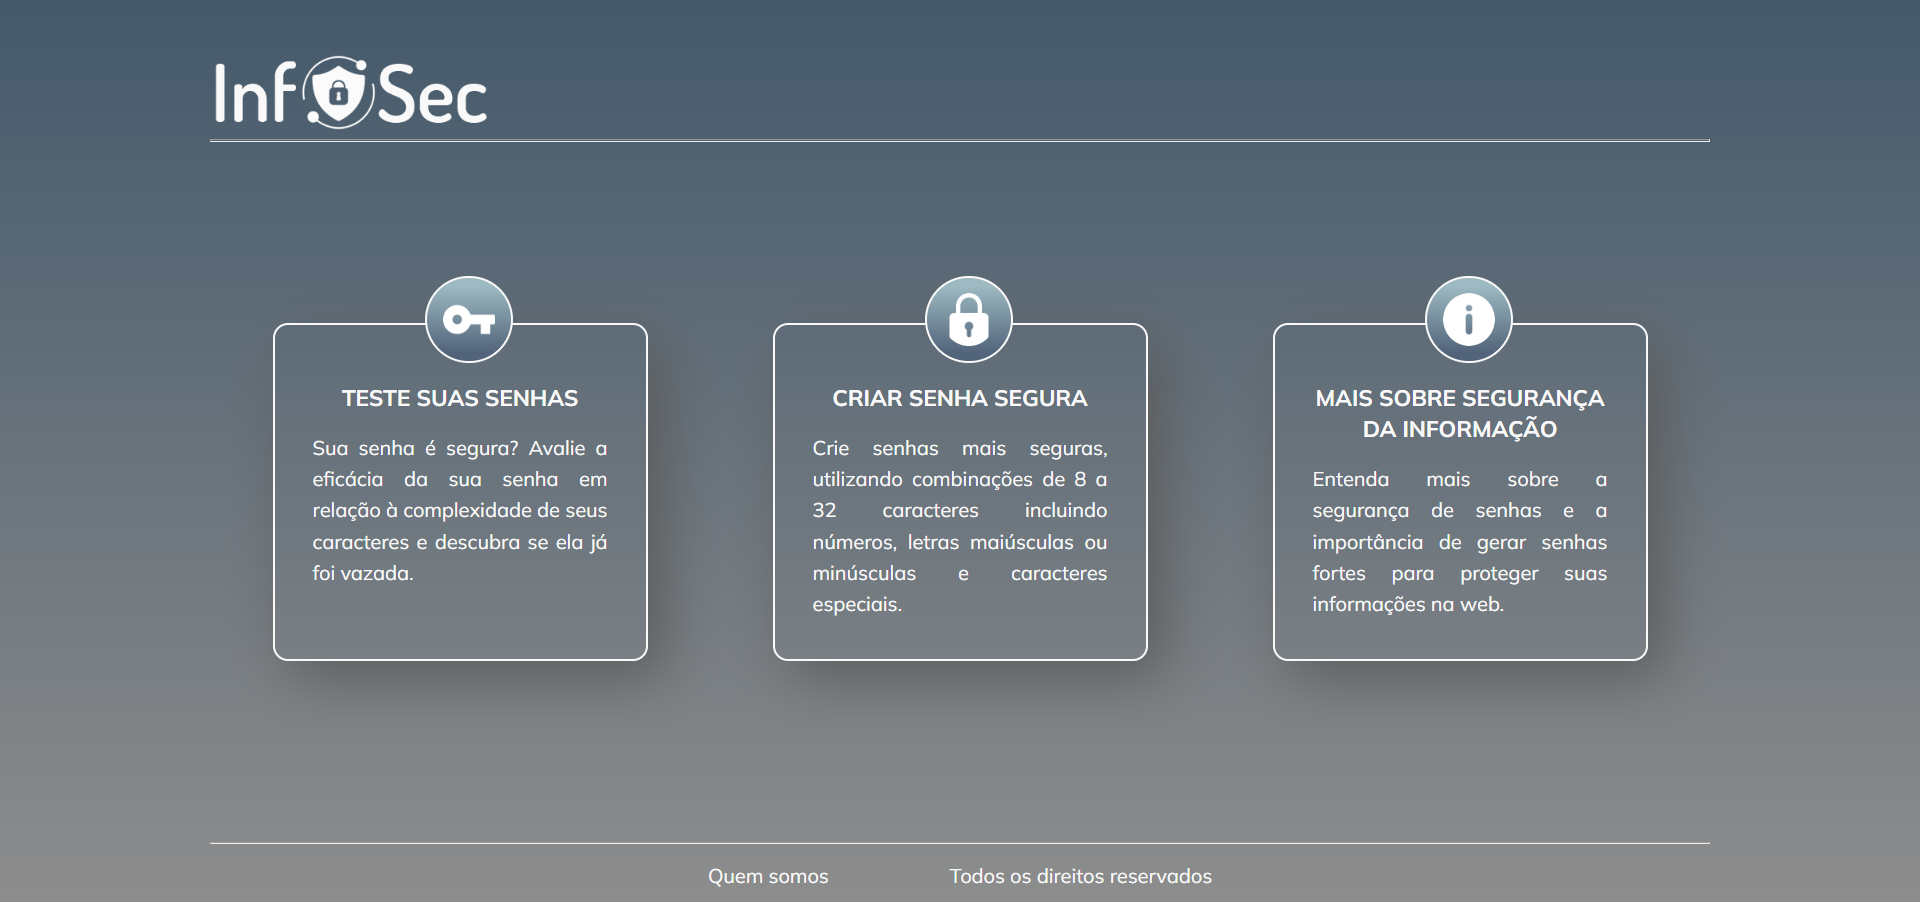 InfoSec
TESTE SUAS SENHAS
Sua senha é segura? Avalie a
eficácia da sua senha em
relação à complexidade de seus
caracteres e descubra se ela já
foi vazada.
CRIAR SENHA SEGURA
Crie senhas mais seguras,
utilizando combinações de 8 a
32 caracteres incluindo
números, letras maiúsculas ou
minúsculas e caracteres
especiais.
MAIS SOBRE SEGURANÇA
DA INFORMAÇÃO
Entenda mais sobre a
segurança de senhas e a
importância de gerar senhas
fortes para proteger suas
informações na web.
Quem somos
Todos os direitos reservados